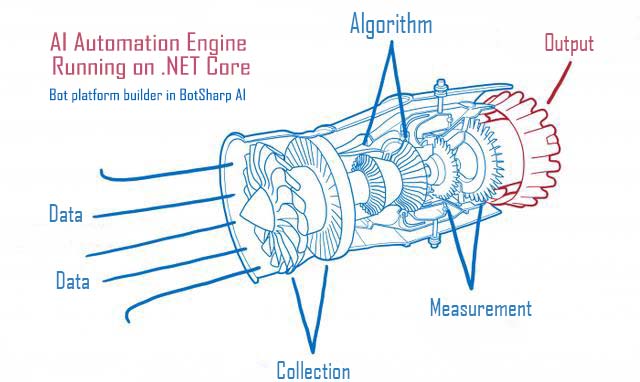 AI Automation Engine
Running on .NET Core
Bot platform builder in BotSharp AI
Algorithm
Output
Data
Data
Measurement
Collection